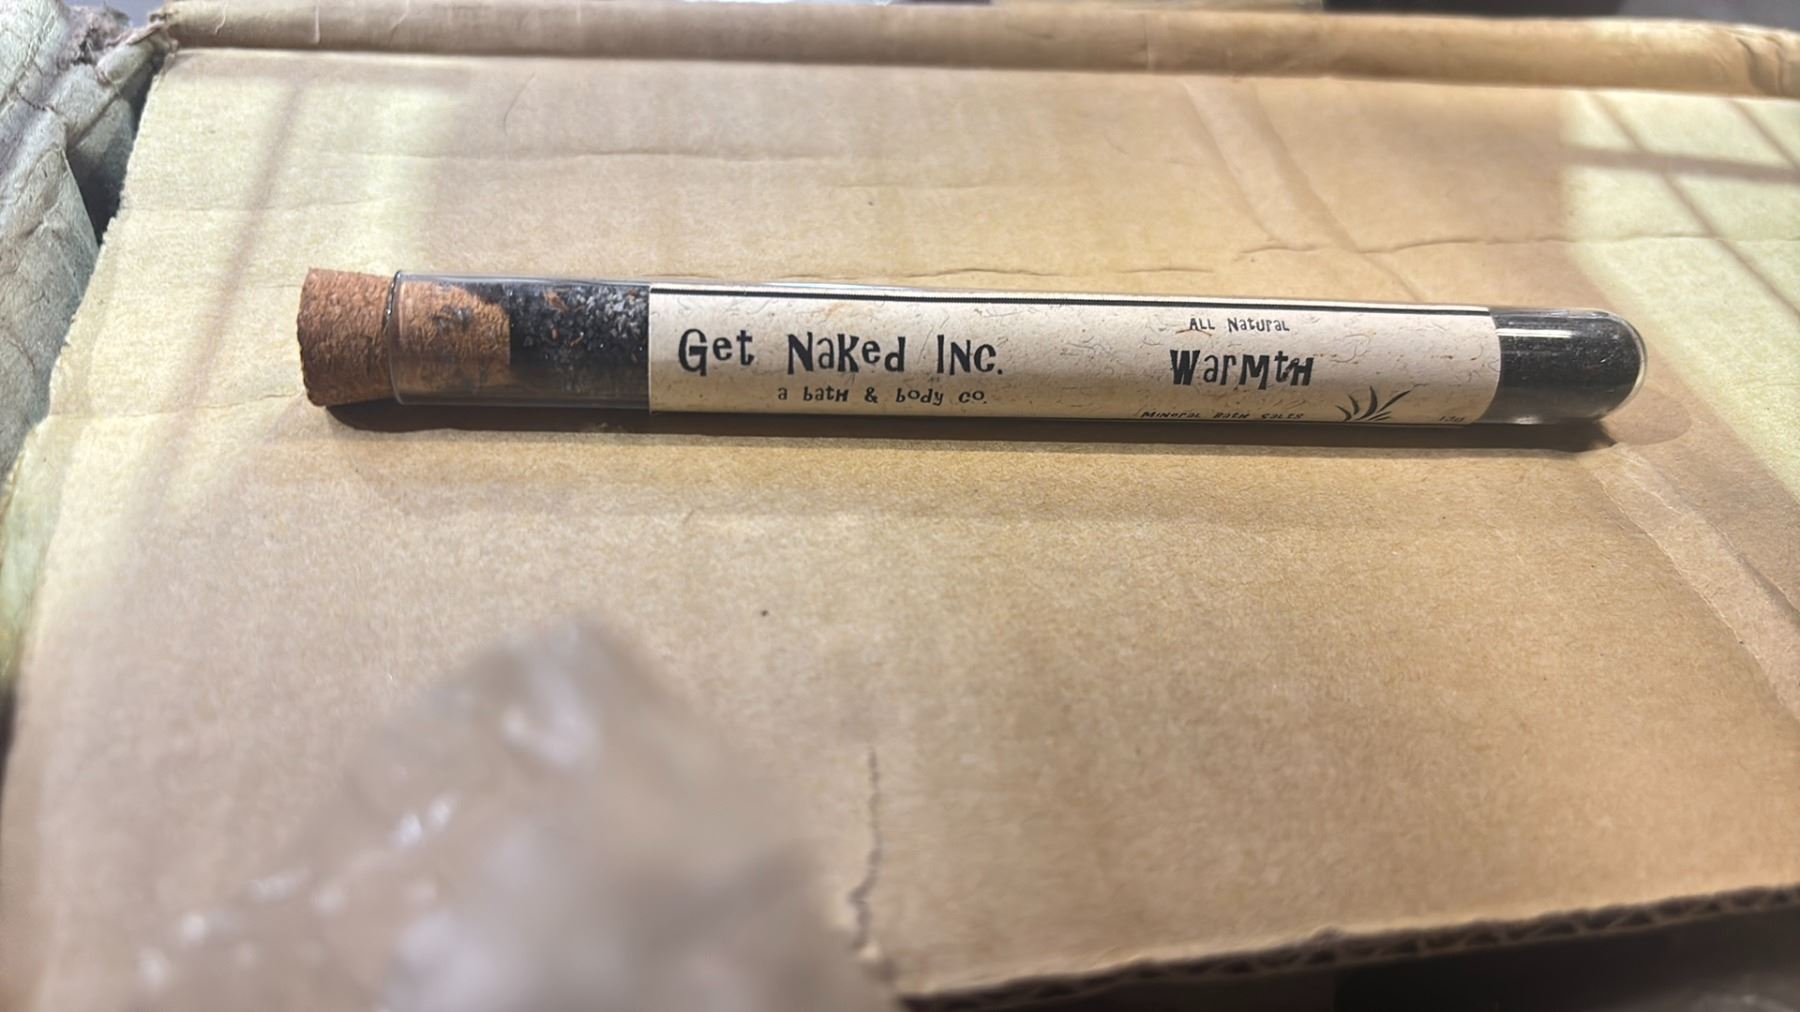 Get Naked Inc.
a bath & body co.
All Natural
Warmth
Mineral Bath Salts